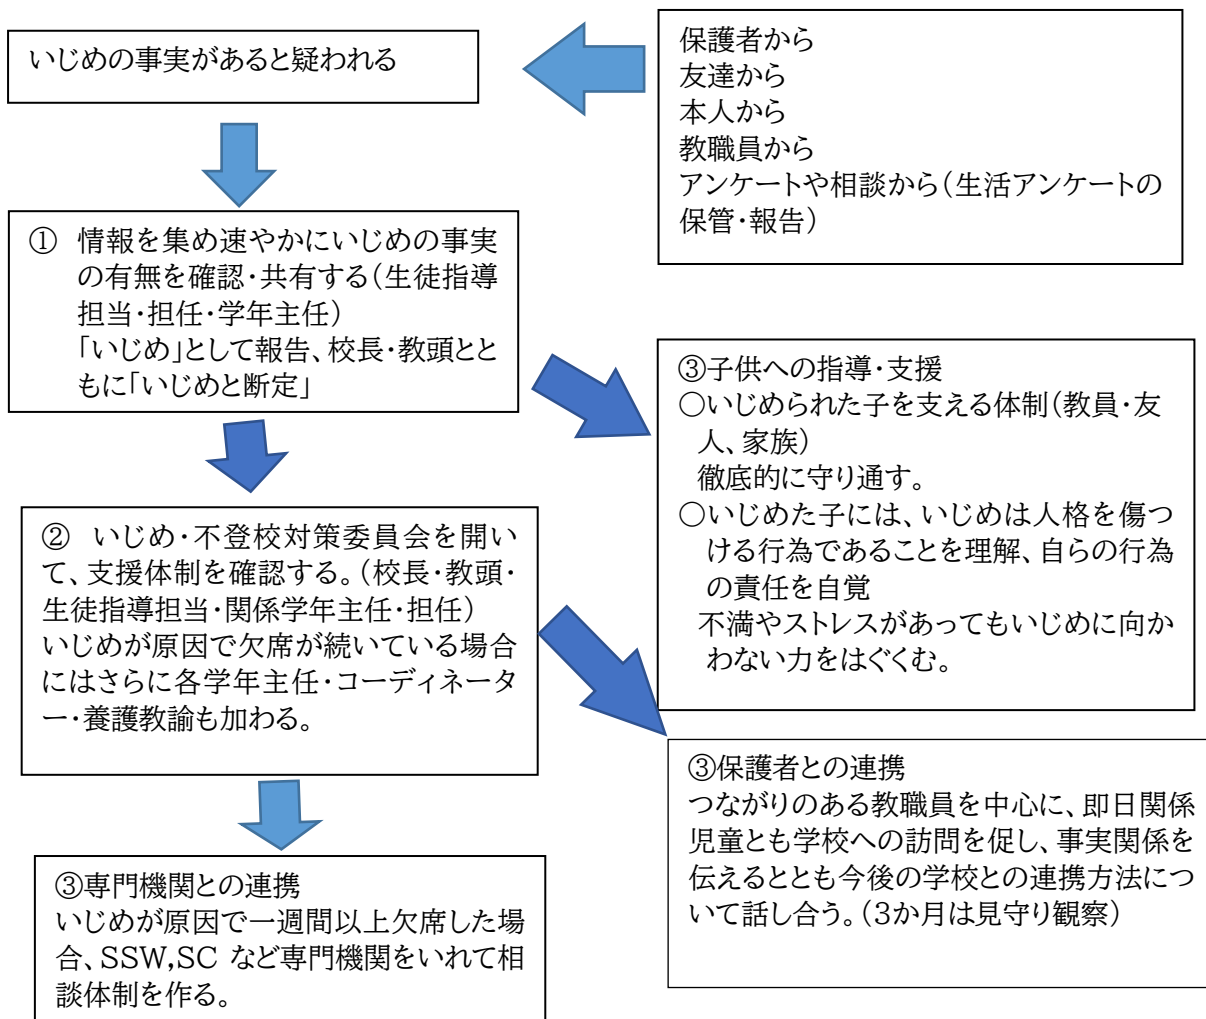 いじめの事実があると疑われる
保護者から
友達から
本人から
教職員から
アンケートや相談から(生活アンケートの
保管・報告)
① 情報を集め速やかにいじめの事実
の有無を確認・共有する(生徒指導
担当・担任・学年主任)
「いじめ」として報告、校長・教頭とと
もに「いじめと断定」
③子供への指導・支援
○いじめられた子を支える体制(教員・友
人、家族)
徹底的に守り通す。
○いじめた子には、いじめは人格を傷つ
ける行為であることを理解、自らの行為
の責任を自覚
不満やストレスがあってもいじめに向か
わない力をはぐくむ。
② いじめ・不登校対策委員会を開い
て、支援体制を確認する。(校長・教頭・
生徒指導担当・関係学年主任・担任)
いじめが原因で欠席が続いている場合
にはさらに各学年主任・コーディネータ
ー・養護教諭も加わる。
③保護者との連携
つながりのある教職員を中心に、即日関係
児童とも学校への訪問を促し、事実関係を
伝えるととも今後の学校との連携方法につ
いて話し合う。(3か月は見守り観察)
③専門機関との連携
いじめが原因で一週間以上欠席した場
合、SSW,SC など専門機関をいれて相
談体制を作る。